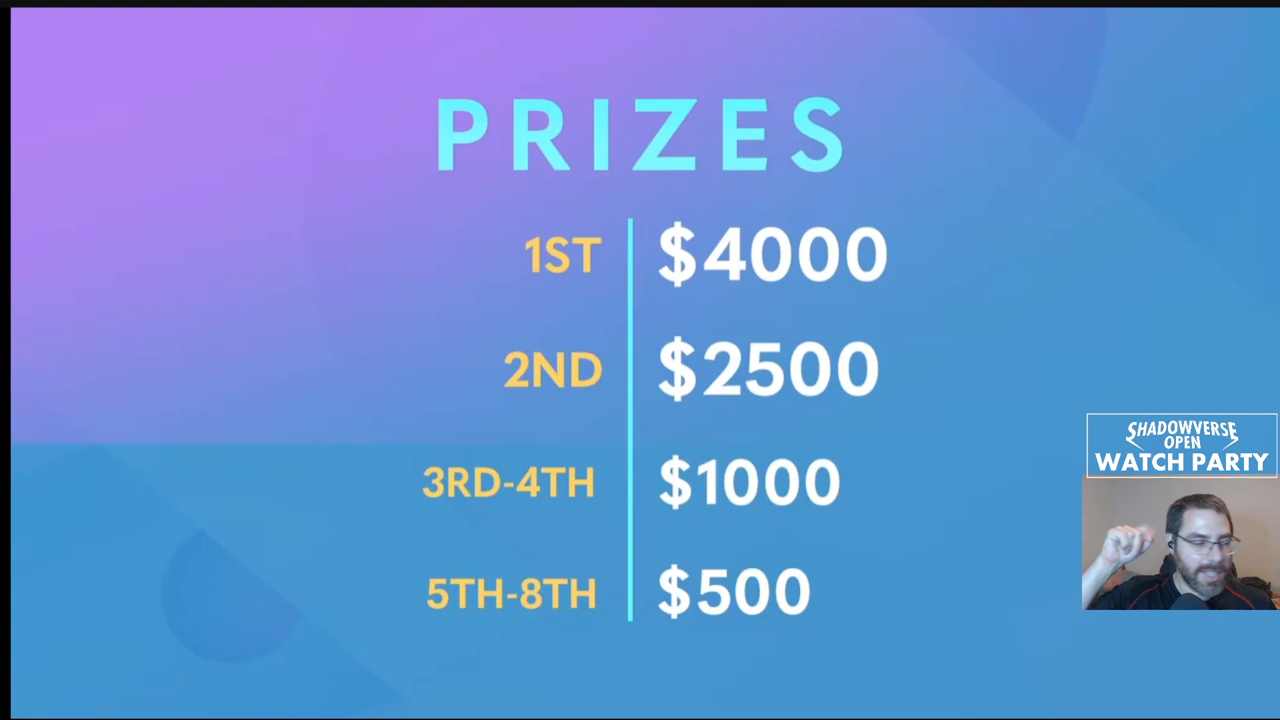 PRIZES
1ST $4000
2ND $2500
3RD-4TH $1000
5TH-8TH $500
SHADOWVERSE
OPEN
WATCH PARTY